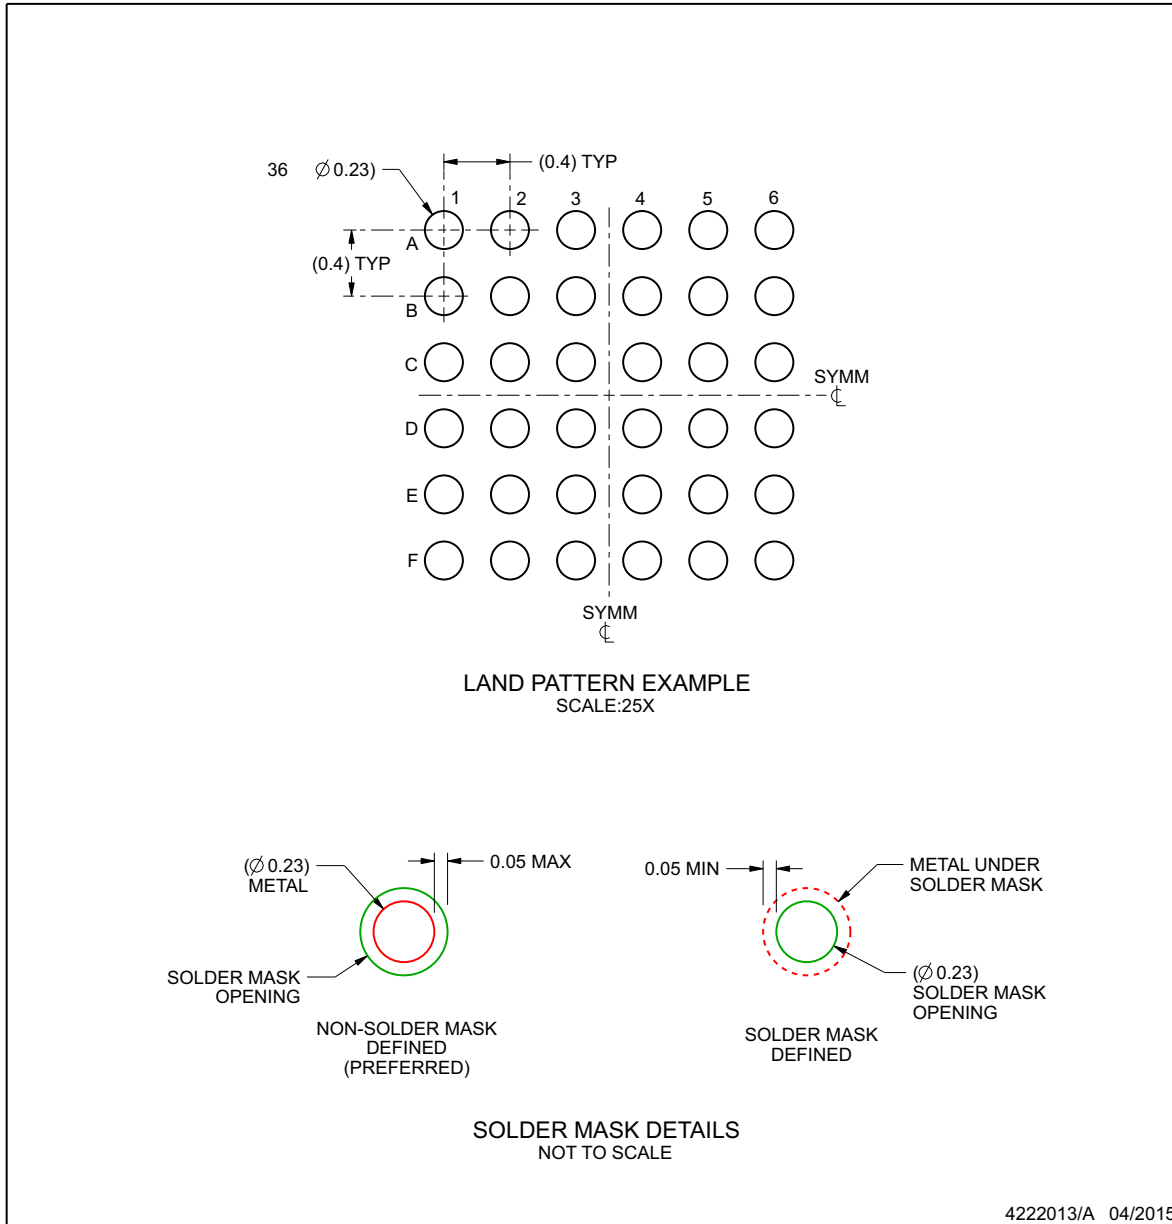 36 ∅ 0.23)
(0.4) TYP
1 2 3 4 5 6
A
(0.4) TYP
B
C
SYMM
℄
D
E
F
SYMM
℄
LAND PATTERN EXAMPLE
SCALE:25X
(∅ 0.23)
METAL
0.05 MAX
SOLDER MASK
OPENING
NON-SOLDER MASK
DEFINED
(PREFERRED)
0.05 MIN
METAL UNDER
SOLDER MASK
(∅ 0.23)
SOLDER MASK
OPENING
SOLDER MASK
DEFINED
SOLDER MASK DETAILS
NOT TO SCALE
4222013/A 04/2015